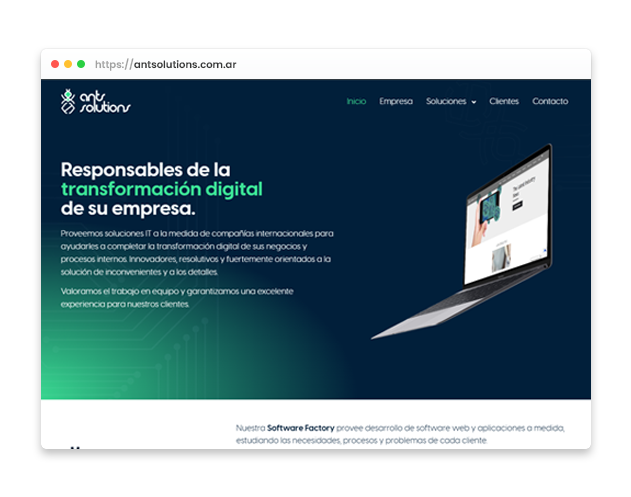 https://antsolutions.com.ar
ants
solutions
Inicio Empresa Soluciones Clientes Contacto
Responsables de la
transformación digital
de su empresa.
Proveemos soluciones IT a la medida de compañías internacionales para
ayudarles a completar la transformación digital de sus negocios y
procesos internos. Innovadores, resolutivos y fuertemente orientados a la
solución de inconvenientes y a los detalles.
Valoramos el trabajo en equipo y garantizamos una excelente
experiencia para nuestros clientes
Nuestra Software Factory provee desarrollo de software web y aplicaciones a medida,
estudiando las necesidades, procesos y problemas de cada cliente.